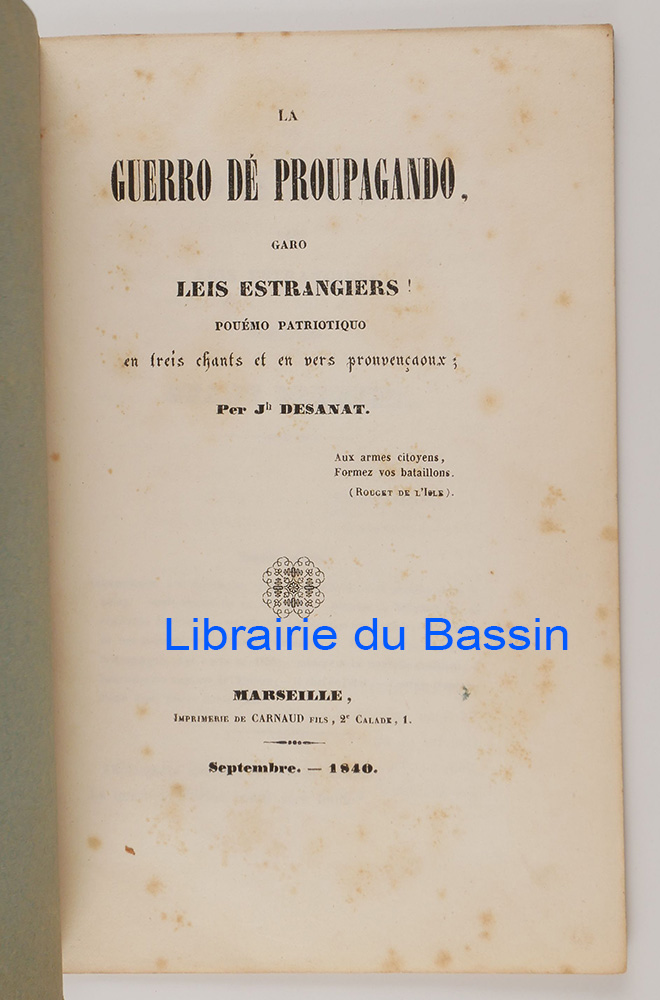 LA
GUERRO DÉ PROUPAGANDO,
GARO
LEIS ESTRANGIERS !
POUÉMO PATRIOTIQUO
en treis chants et en vers prouvençaoux ;
Per Jh DESANAT.
Aux armes citoyens,
Formez vos bataillons.
(ROUGET DE L'ISLE).
Librairie du Bassin
MARSEILLE,
IMPRIMERIE DE CARNAUD FILS, 2e CALADE, 1.
Septembre. — 1840.